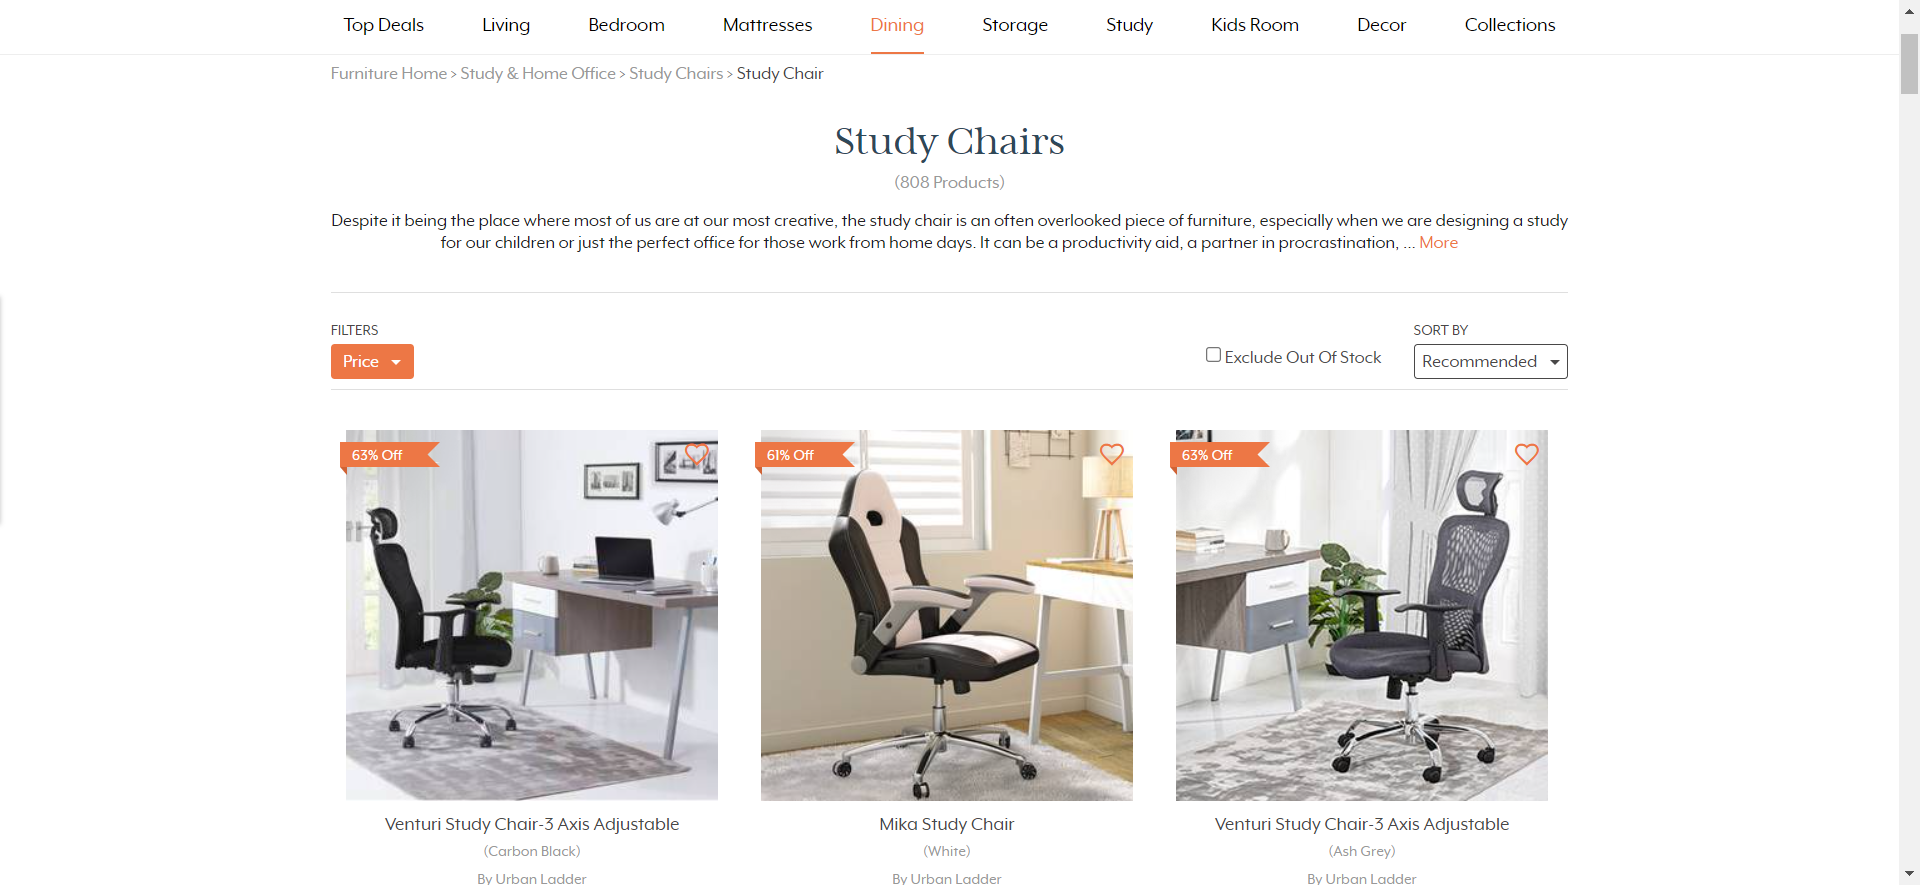 Top Deals Living Bedroom Mattresses Dining Storage Study Kids Room Decor Collections
Furniture Home > Study & Home Office > Study Chairs > Study Chair
Study Chairs
(808 Products)
Despite it being the place where most of us are at our most creative, the study chair is an often overlooked piece of furniture, especially when we are designing a study
for our children or just the perfect office for those work from home days. It can be a productivity aid, a partner in procrastination, ... More
FILTERS
Price
Exclude Out Of Stock
SORT BY
Recommended
63% Off
61% Off
63% Off
Venturi Study Chair-3 Axis Adjustable
(Carbon Black)
By Urban Ladder
Mika Study Chair
(White)
By Urban Ladder
Venturi Study Chair-3 Axis Adjustable
(Ash Grey)
By Urban Ladder